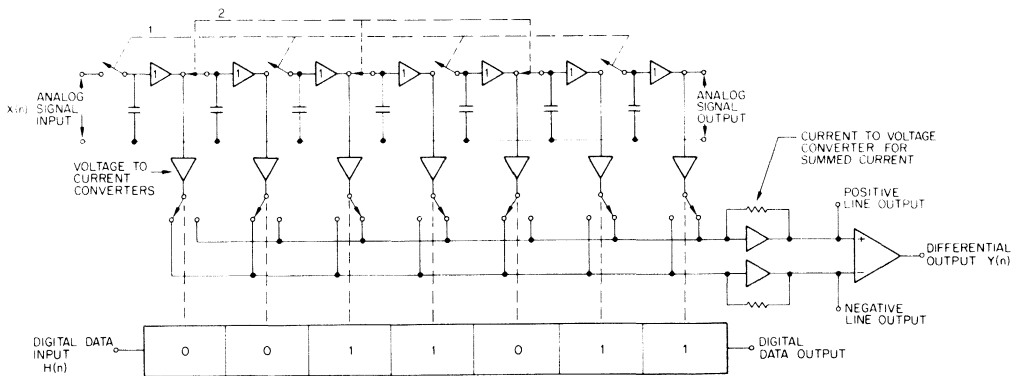 2
1
1 1 1 1 1 1 1
X(n)
ANALOG
SIGNAL
INPUT
ANALOG
SIGNAL
OUTPUT
VOLTAGE TO
CURRENT
CONVERTERS
CURRENT TO VOLTAGE
CONVERTER FOR
SUMMED CURRENT
POSITIVE
LINE OUTPUT
+
−
DIFFERENTIAL
OUTPUT Y(n)
NEGATIVE
LINE OUTPUT
DIGITAL DATA
INPUT
H(n)
0 0 1 1 0 1 1
DIGITAL
DATA OUTPUT